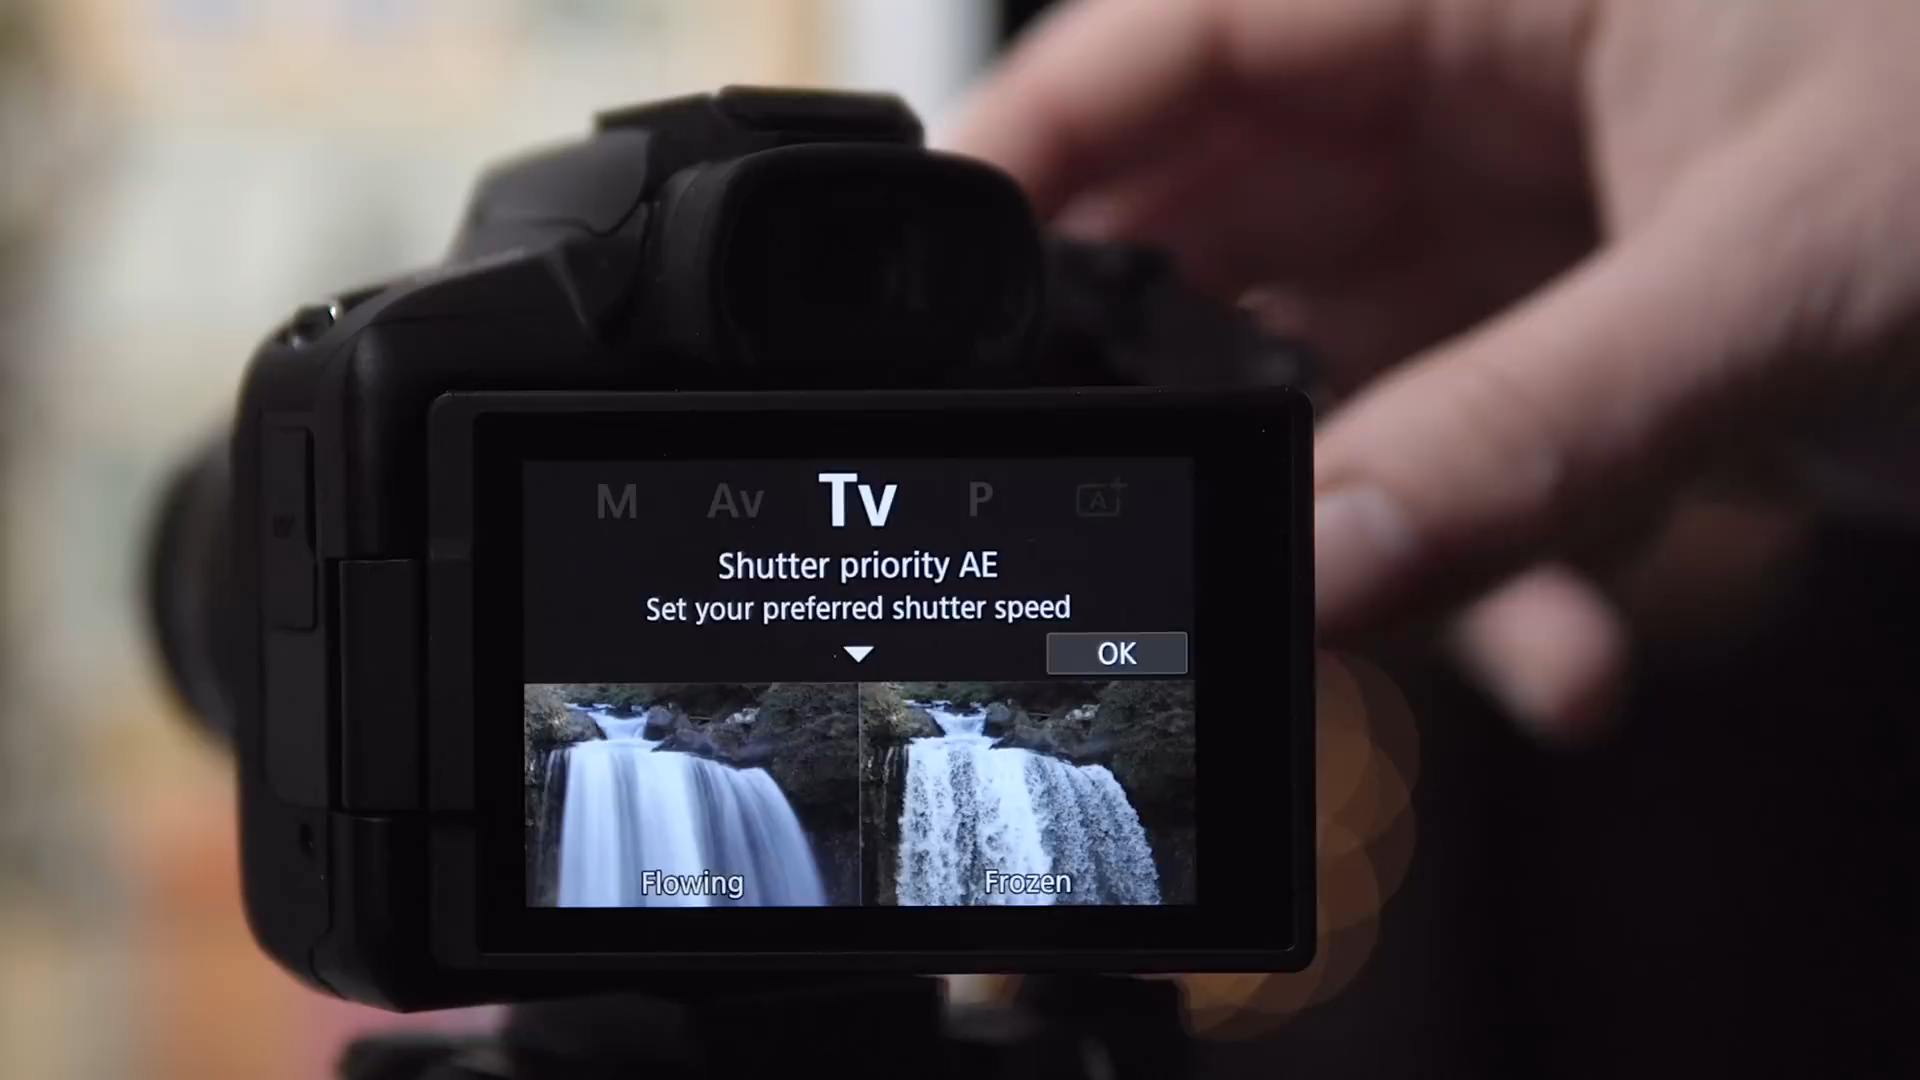 M Av Tv P A+
Shutter priority AE
Set your preferred shutter speed
OK
Flowing Frozen